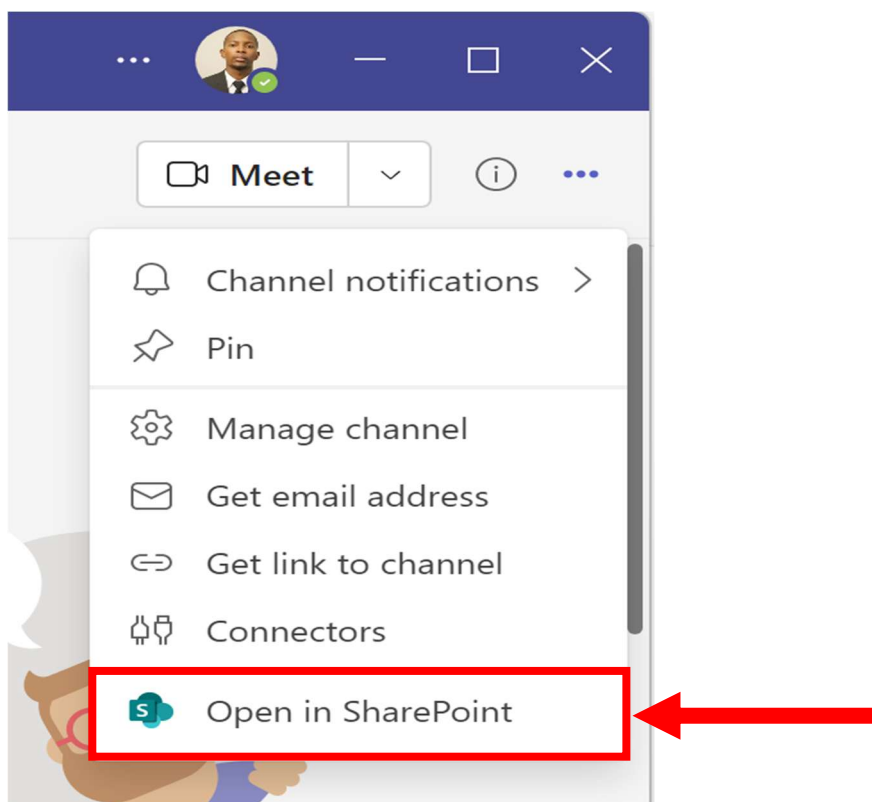 Meet
Channel notifications
Pin
Manage channel
Get email address
Get link to channel
Connectors
S
Open in SharePoint